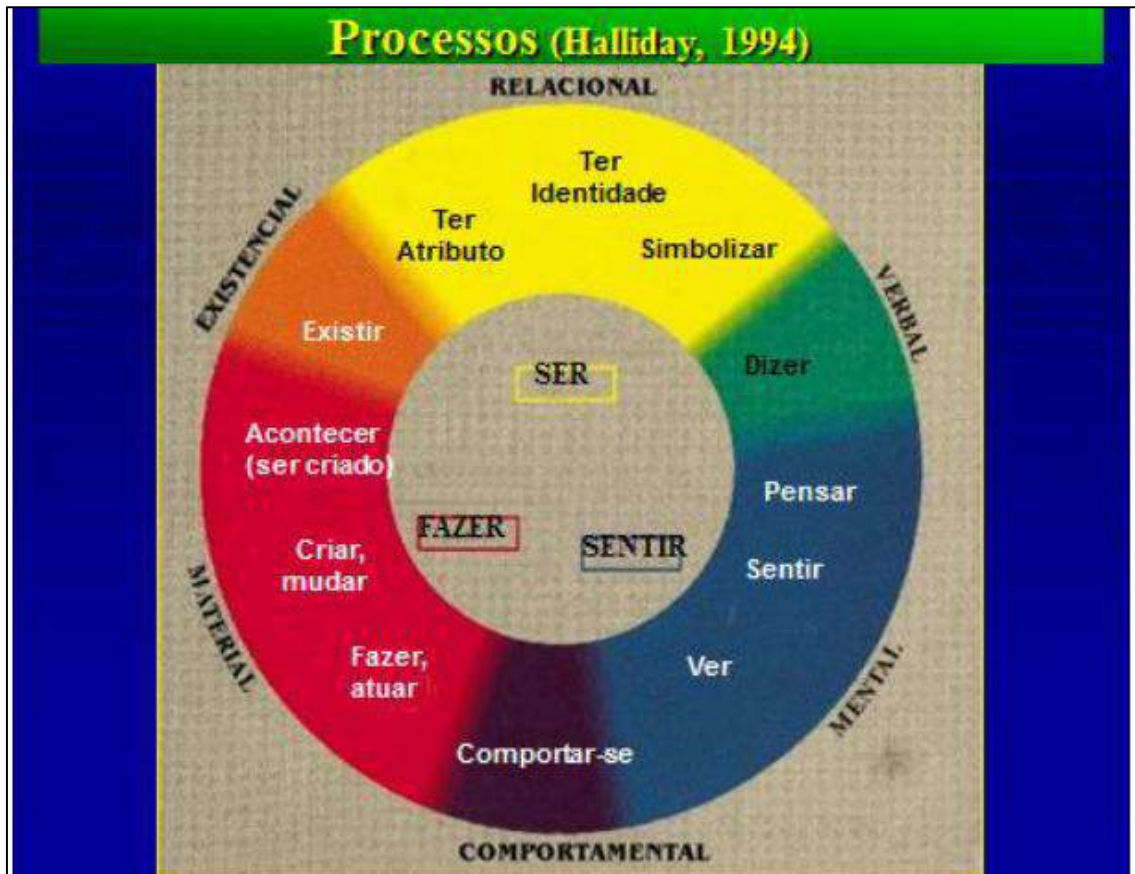 Processos (Halliday, 1994)
RELACIONAL
Ter
Identidade
Ter
Atributo
Simbolizar
EXISTENCIAL
VERBAL
Existir
SER
Dizer
Acontecer
(ser criado)
Pensar
FAZER
SENTIR
Criar,
mudar
Sentir
MATERIAL
Fazer,
atuar
Ver
MENTAL
Comportar-se
COMPORTAMENTAL